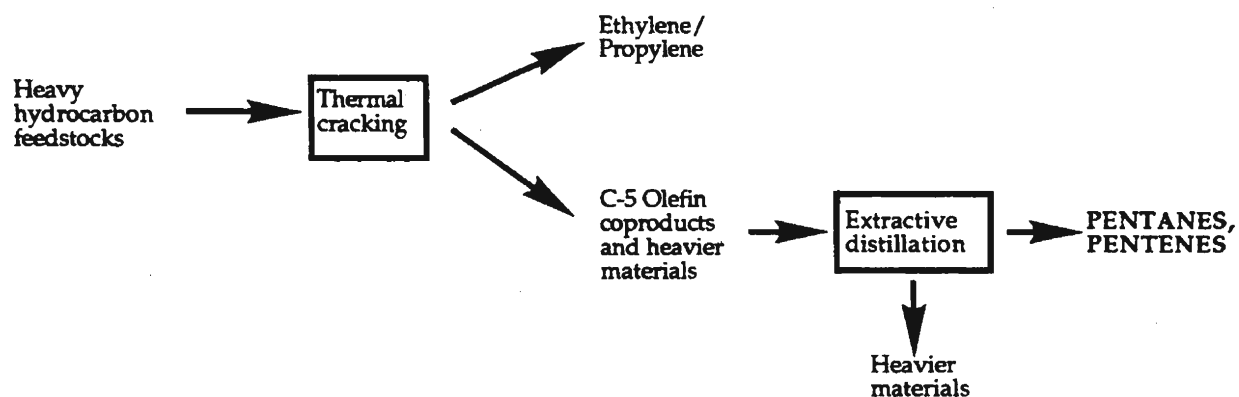 Heavy
hydrocarbon
feedstocks
Thermal
cracking
Ethylene/
Propylene
C-5 Olefin
coproducts
and heavier
materials
Extractive
distillation
PENTANES,
PENTENES
Heavier
materials